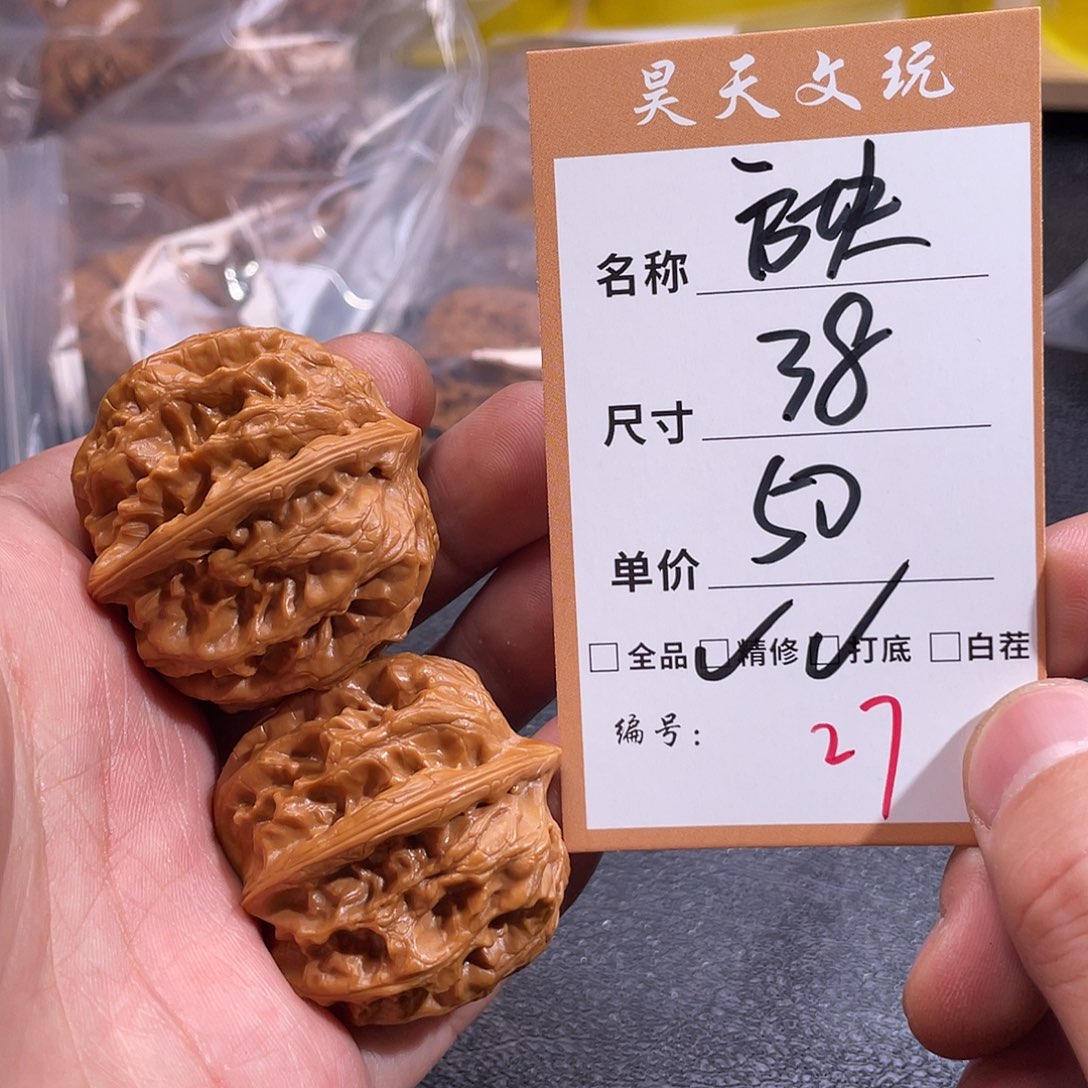 昊天文玩
名称
尺寸 38
单价 50
□ 全品 □ 精修 □ 打底 □ 白茬
编号: 27